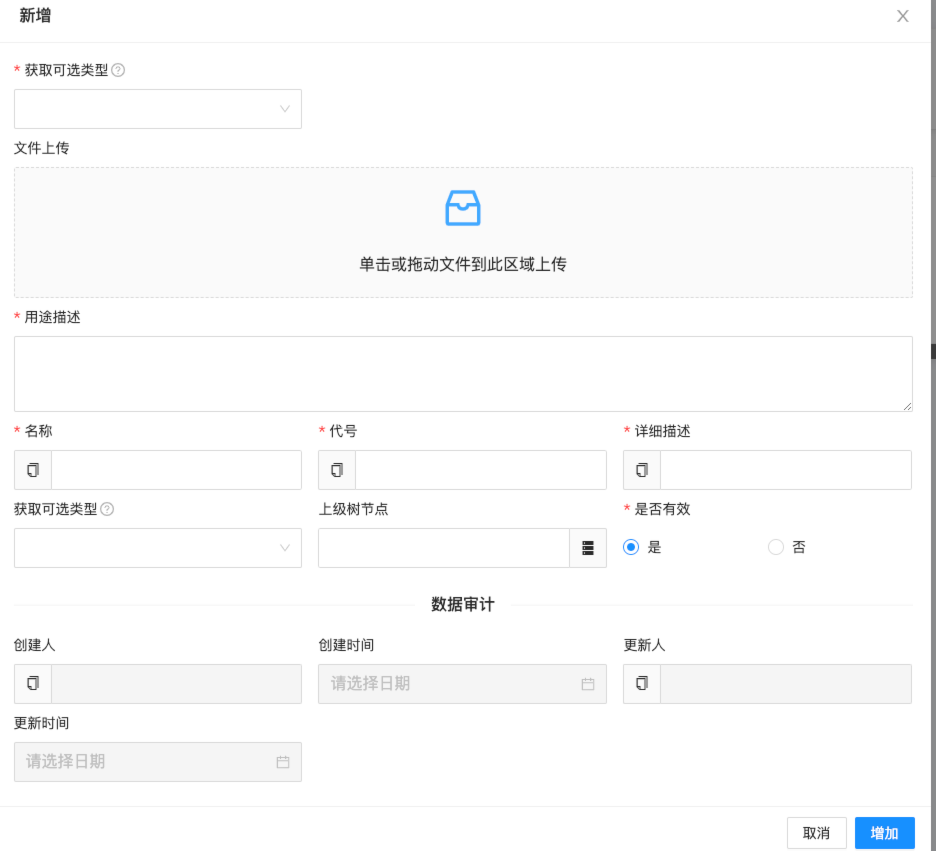 新增
* 获取可选类型
文件上传
单击或拖动文件到此区域上传
* 用途描述
* 名称 * 代号 * 详细描述
获取可选类型 上级树节点 * 是否有效
是 否
数据审计
创建人 创建时间 更新人
请选择日期
更新时间
请选择日期
取消 增加